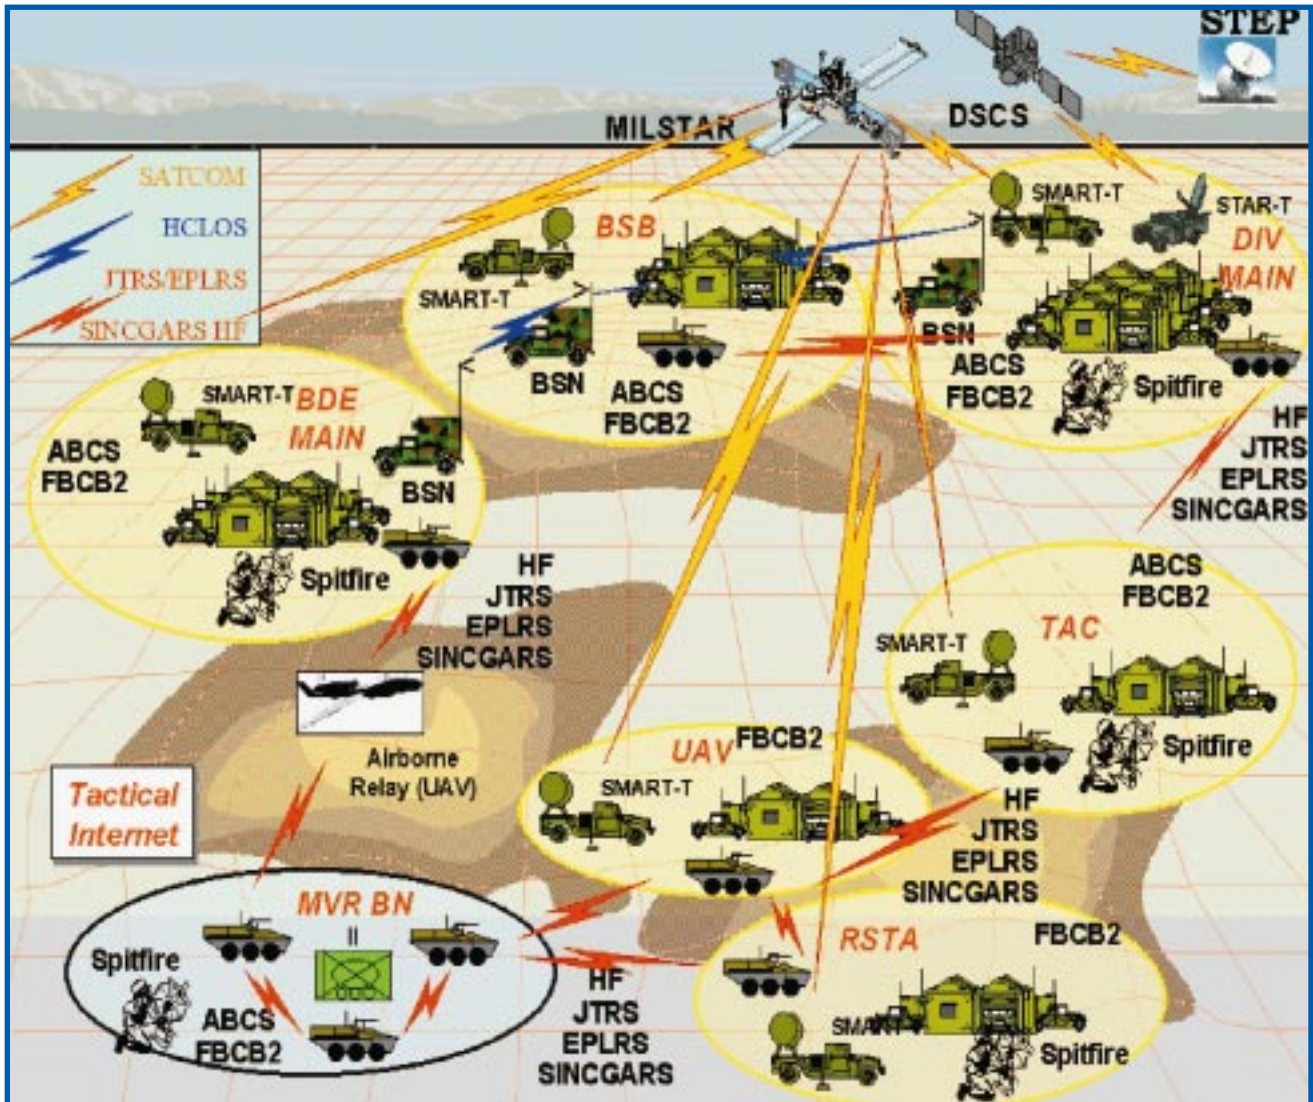 STEP
DSCS
MILSTAR
SATCOM
HCLOS
JTRS/EPLRS
SINCGARS HF
BSB
SMART-T
BSN
ABCS
FBCB2
SMART-T
STAR-T
DIV
MAIN
BSN
ABCS
FBCB2
Spitfire
HF
JTRS
EPLRS
SINCGARS
SMART-T
BDE
MAIN
ABCS
FBCB2
BSN
Spitfire
HF
JTRS
EPLRS
SINCGARS
ABCS
FBCB2
TAC
SMART-T
Spitfire
Airborne
Relay (UAV)
UAV
FBCB2
SMART-T
Tactical
Internet
HF
JTRS
EPLRS
SINCGARS
MVR BN
Spitfire
ABCS
FBCB2
HF
JTRS
EPLRS
SINCGARS
RSTA
FBCB2
Spitfire